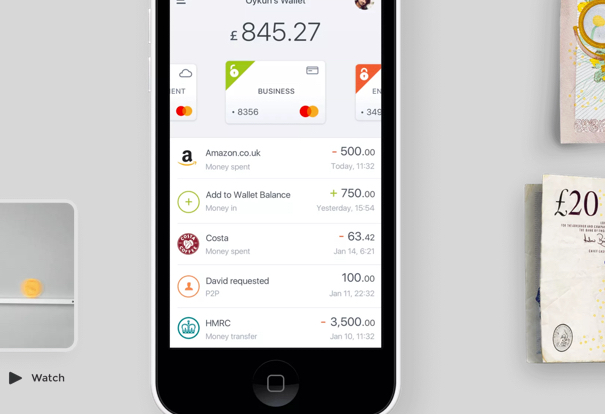 Oykun's Wallet
£845.27
BUSINESS
• 8356
• 349
Amazon.co.uk
- 500.00
Money spent
Today, 11:32
Add to Wallet Balance
+ 750.00
Money in
Yesterday, 15:54
COSTA
COFFEE
Costa
- 63.42
Money spent
Jan 14, 6:21
David requested
100.00
P2P
Jan 11, 22:32
HMRC
- 3,500.00
Money transfer
Jan 10, 11:32
Watch
£20